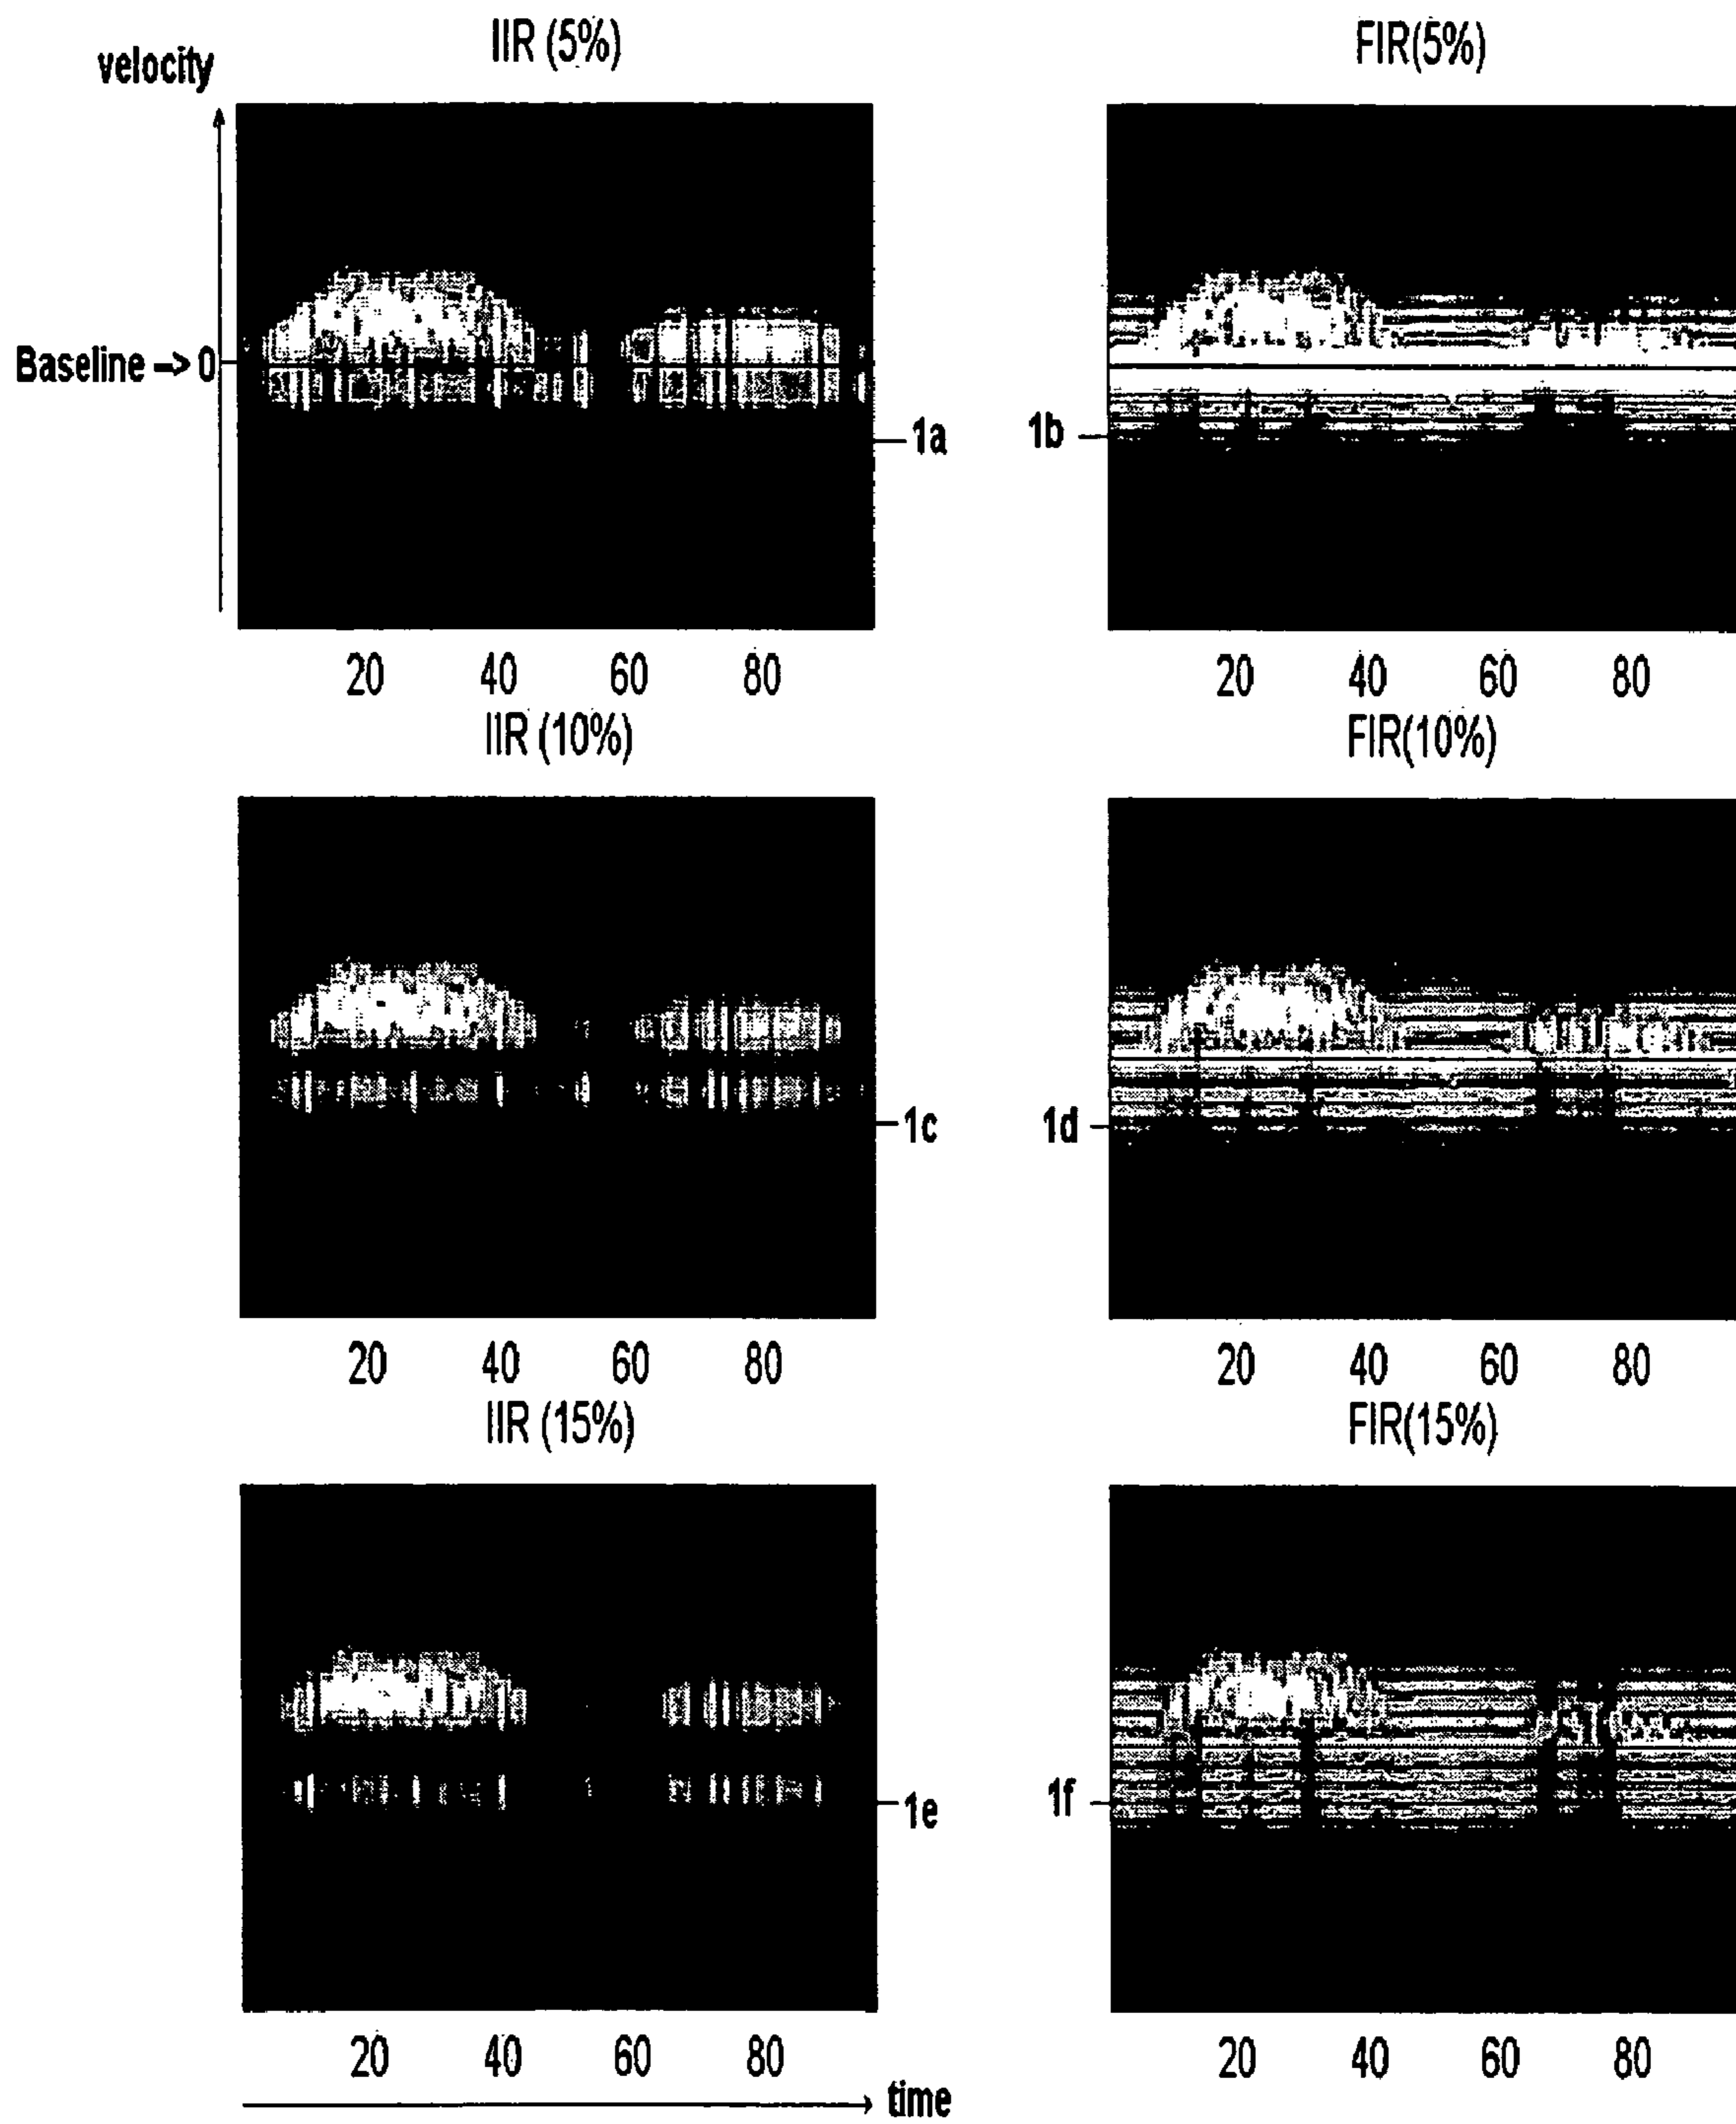 IIR (5%)
FIR(5%)
velocity
Baseline –> 0
1a
1b
20 40 60 80
20 40 60 80
IIR (10%)
FIR(10%)
1c
1d
20 40 60 80
20 40 60 80
IIR (15%)
FIR(15%)
1e
1f
20 40 60 80
20 40 60 80
time